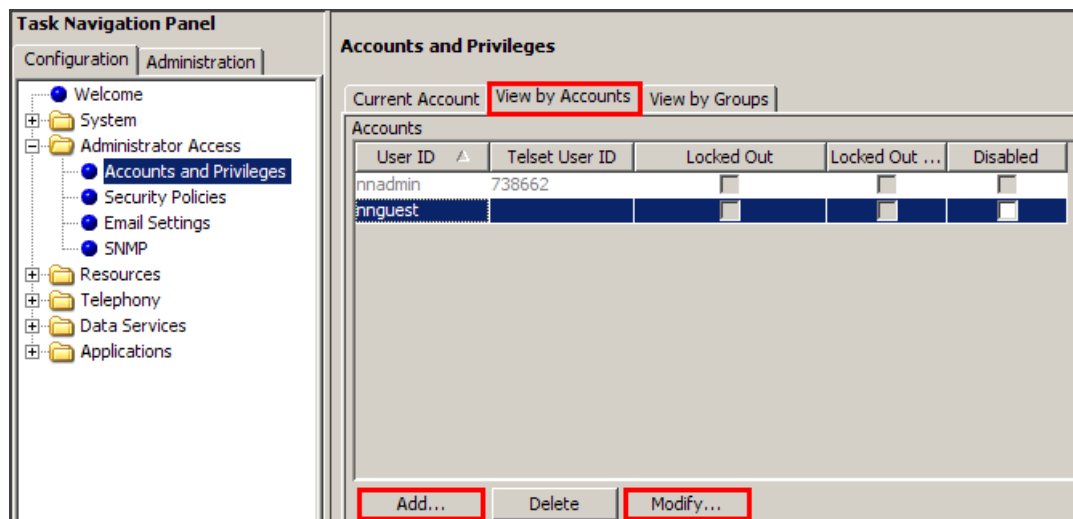 Task Navigation Panel
Configuration
Administration
Welcome
System
Administrator Access
Accounts and Privileges
Security Policies
Email Settings
SNMP
Resources
Telephony
Data Services
Applications
Accounts and Privileges
Current Account
View by Accounts
View by Groups
Accounts
User ID Telset User ID Locked Out Locked Out ... Disabled
nnadmin 738662
nnguest
Add...
Delete
Modify...